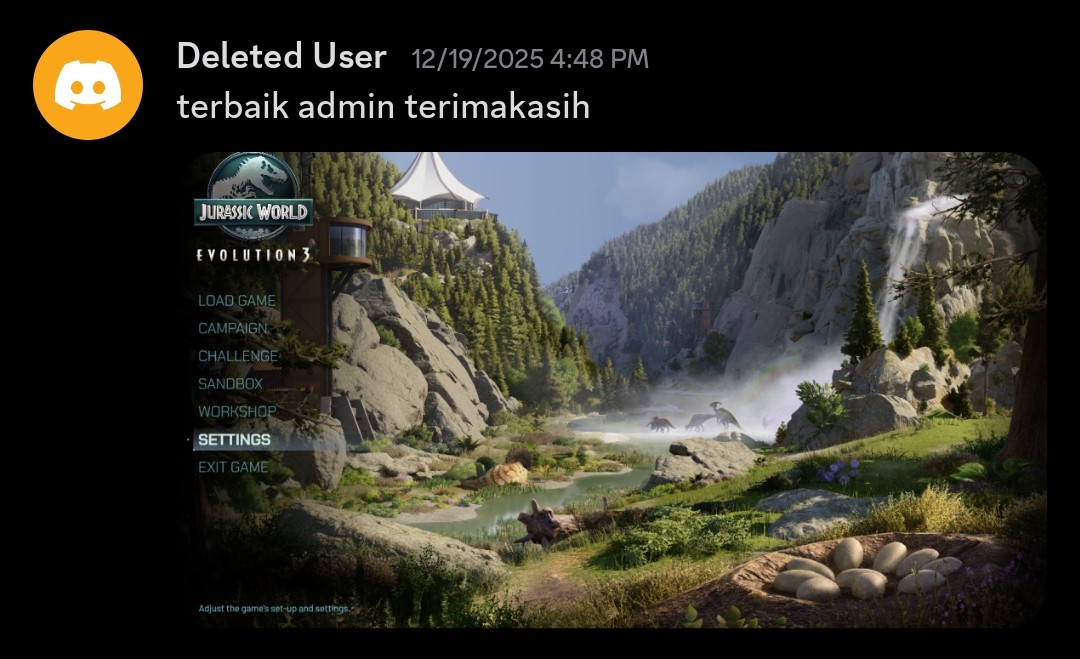 Deleted User 12/19/2025 4:48 PM
terbaik admin terimakasih
JURASSIC WORLD
EVOLUTION 3
LOAD GAME
CAMPAIGN
CHALLENGE
SANDBOX
WORKSHOP
SETTINGS
EXIT GAME
Adjust the game's set-up and settings.